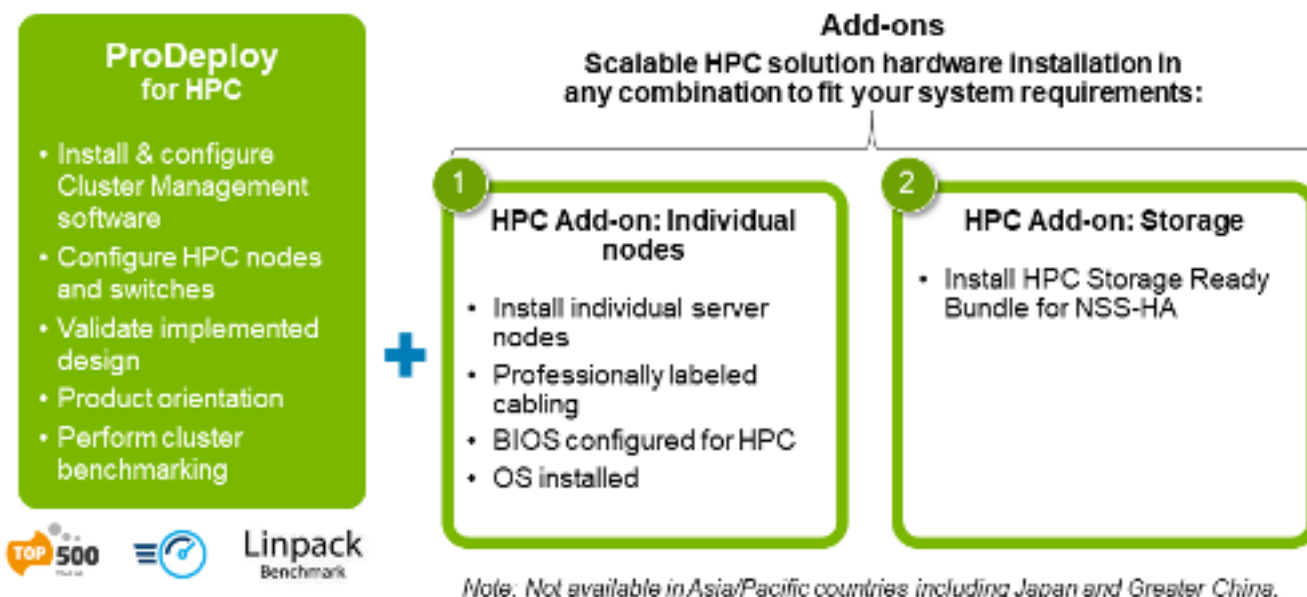 ProDeploy
for HPC
• Install & configure
Cluster Management
software
• Configure HPC nodes
and switches
• Validate implemented
design
• Product orientation
• Perform cluster
benchmarking
TOP 500
Linpack
Benchmark
Add-ons
Scalable HPC solution hardware installation in
any combination to fit your system requirements:
1
HPC Add-on: Individual
nodes
• Install individual server
nodes
• Professionally labeled
cabling
• BIOS configured for HPC
• OS installed
2
HPC Add-on: Storage
• Install HPC Storage Ready
Bundle for NSS-HA
Note: Not available in Asia/Pacific countries including Japan and Greater China.